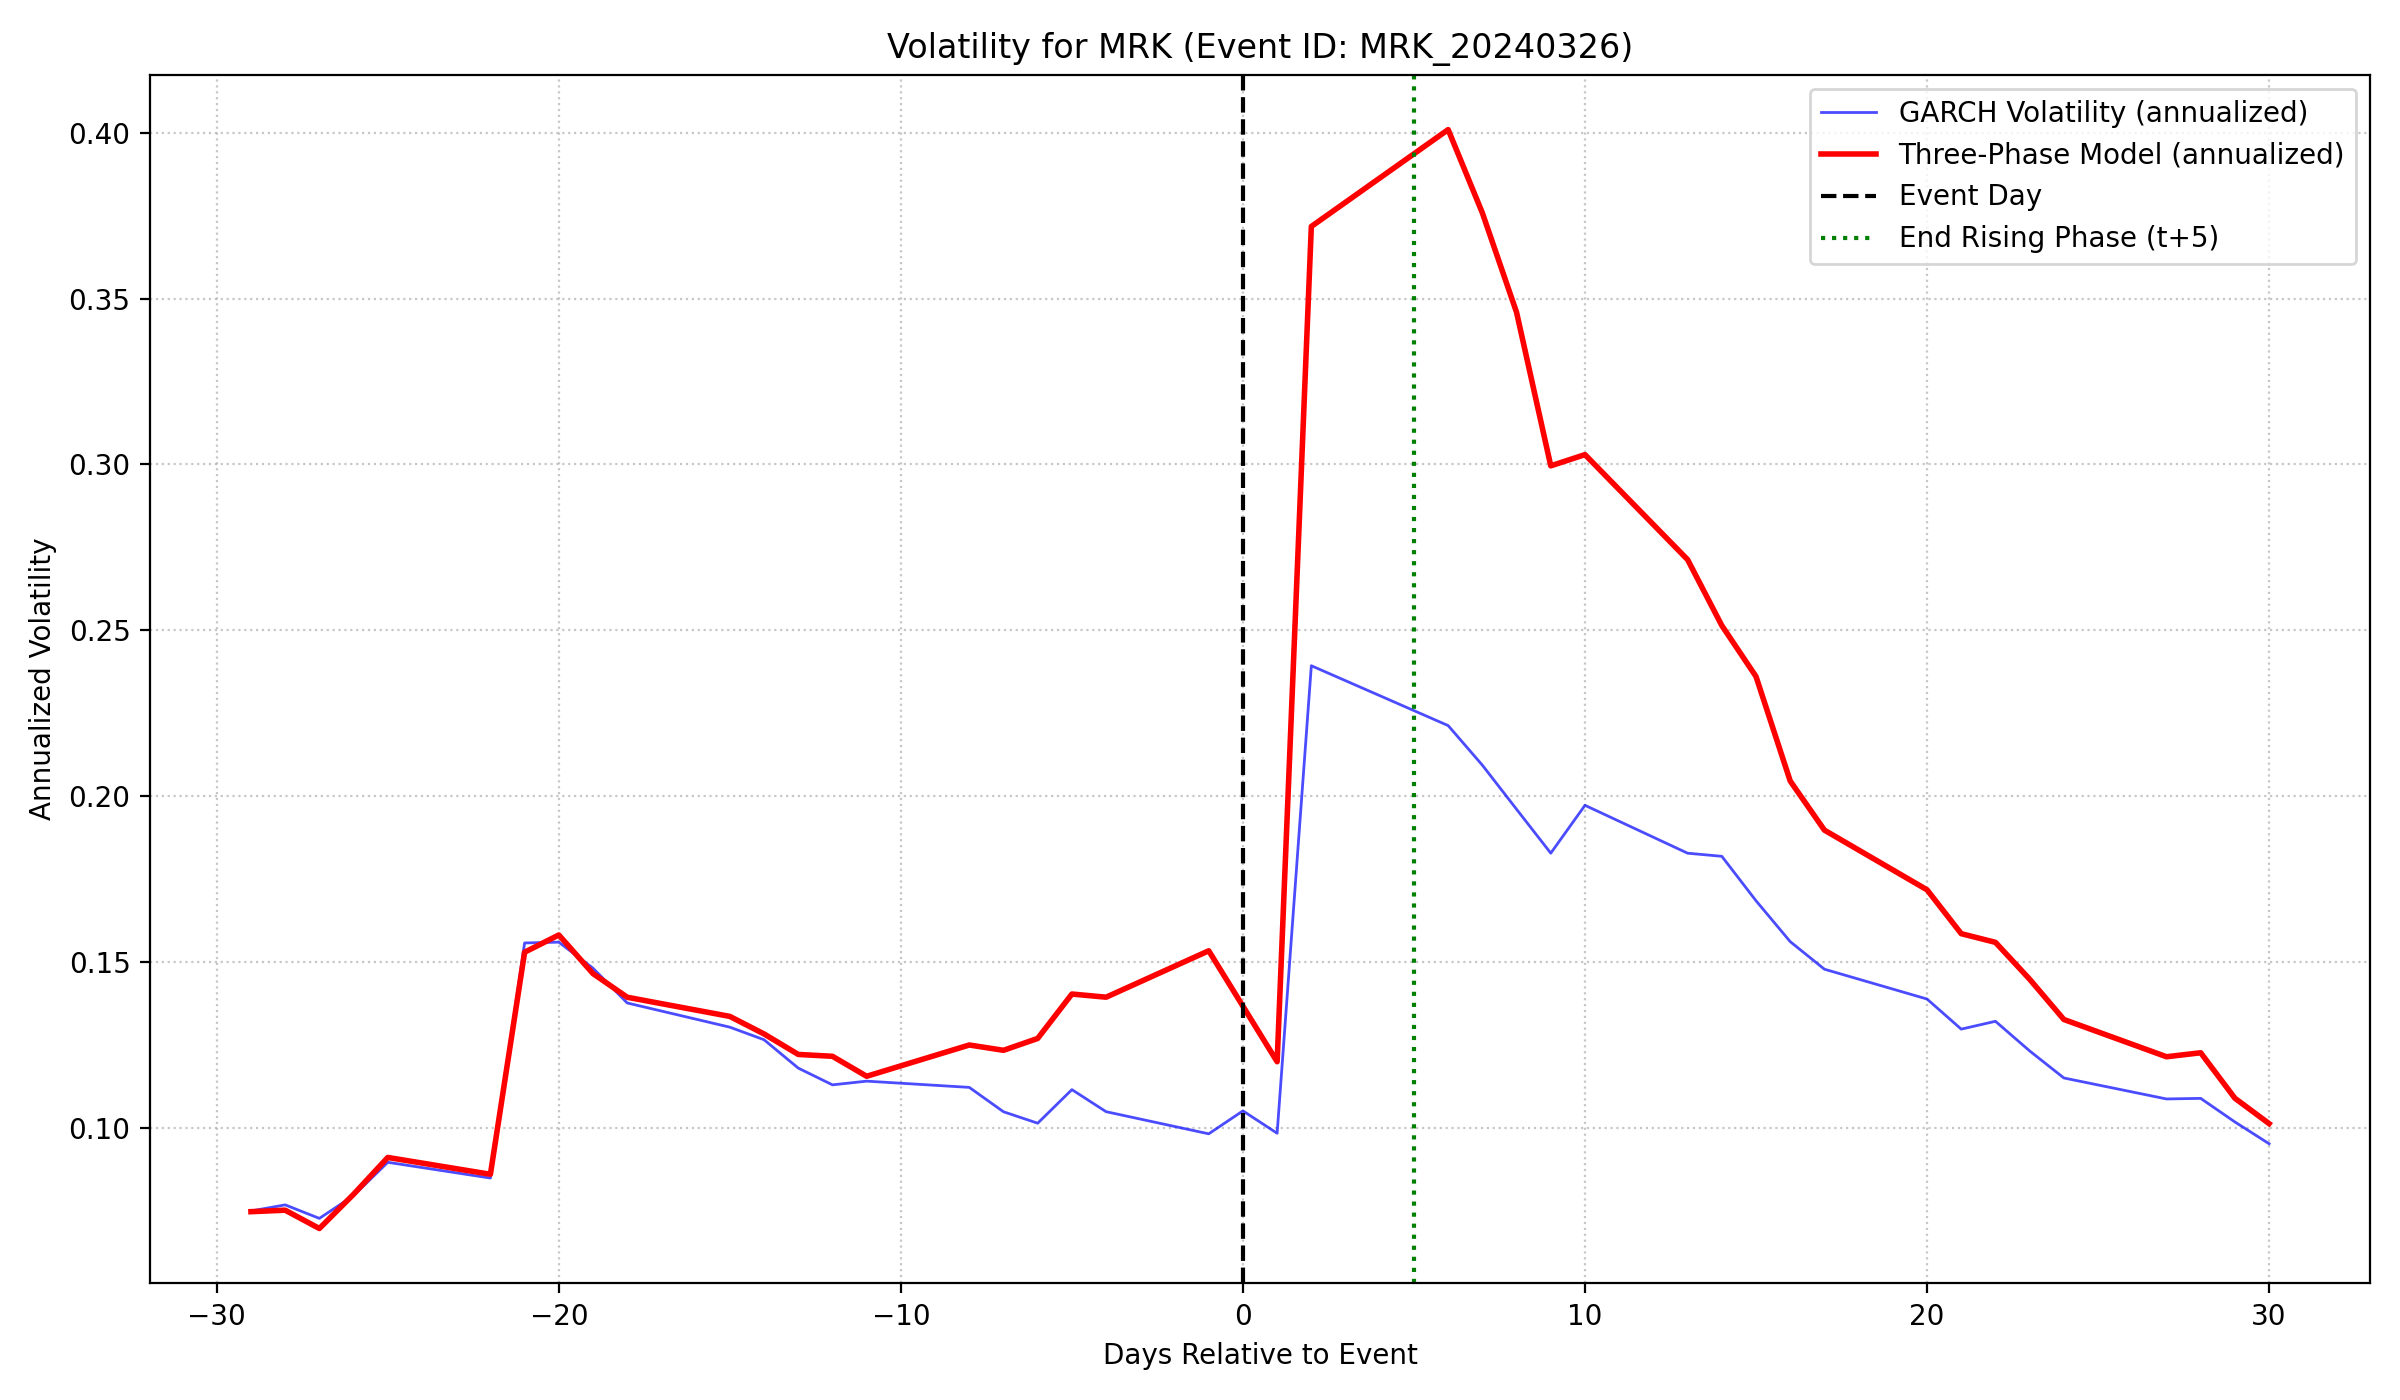 Volatility for MRK (Event ID: MRK_20240326)
GARCH Volatility (annualized)
Three-Phase Model (annualized)
Event Day
End Rising Phase (t+5)
Annualized Volatility
0.40
0.35
0.30
0.25
0.20
0.15
0.10
−30
−20
−10
0
10
20
30
Days Relative to Event